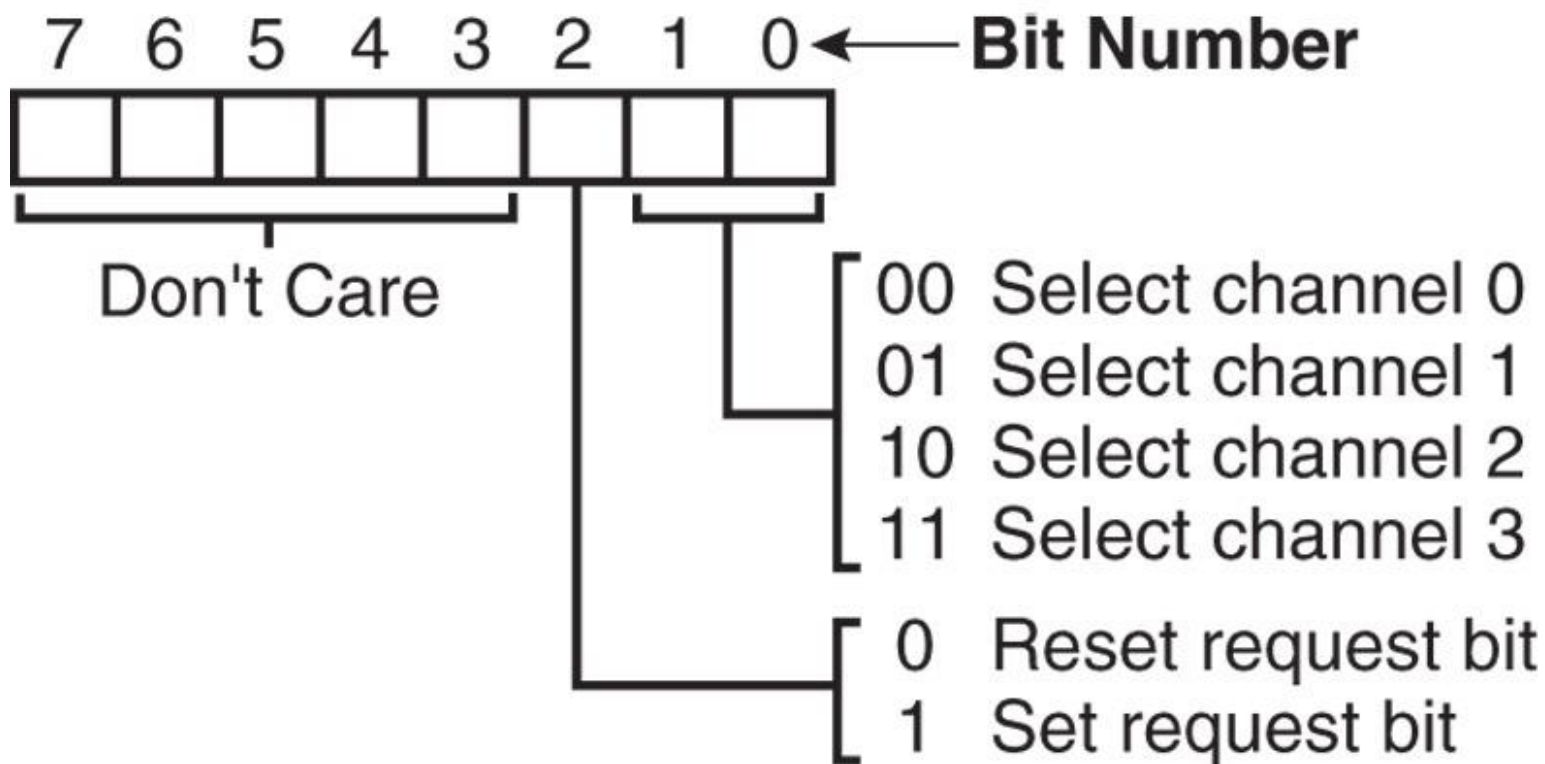 7 6 5 4 3 2 1 0 Bit Number
Don't Care
00 Select channel 0
01 Select channel 1
10 Select channel 2
11 Select channel 3
0 Reset request bit
1 Set request bit